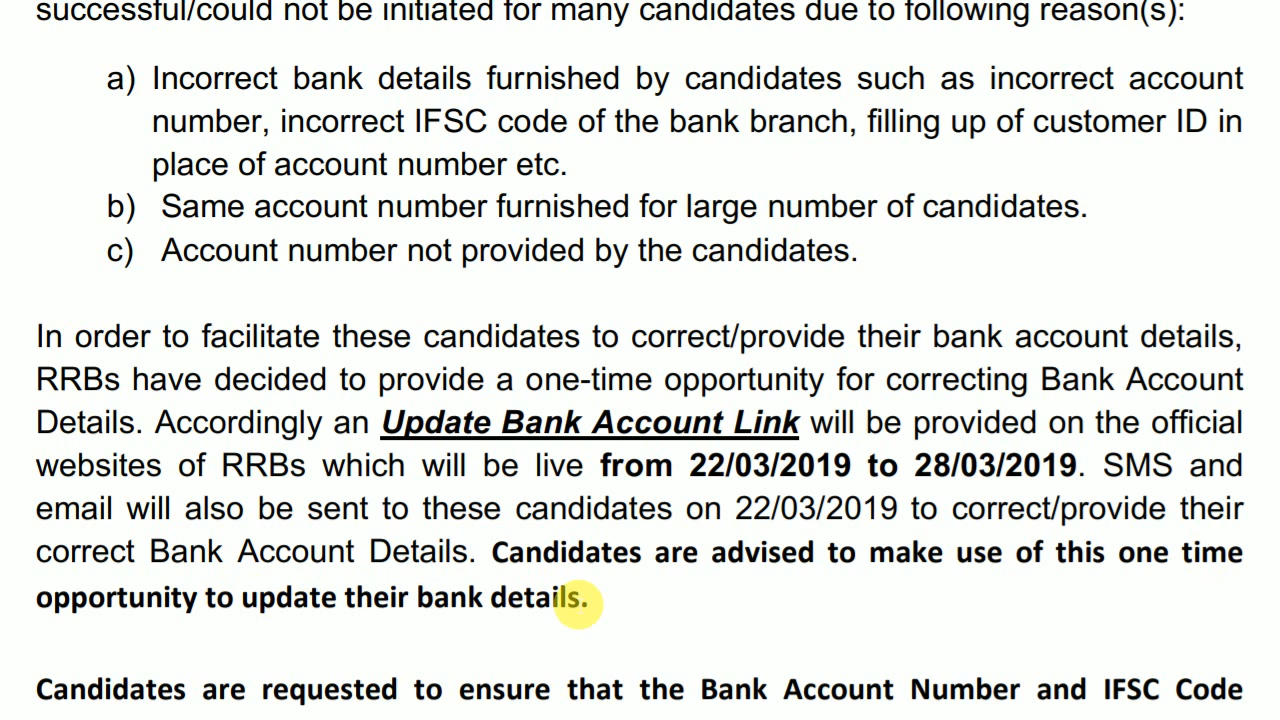 successful/could not be initiated for many candidates due to following reason(s):
a) Incorrect bank details furnished by candidates such as incorrect account
number, incorrect IFSC code of the bank branch, filling up of customer ID in
place of account number etc.
b) Same account number furnished for large number of candidates.
c) Account number not provided by the candidates.
In order to facilitate these candidates to correct/provide their bank account details,
RRBs have decided to provide a one-time opportunity for correcting Bank Account
Details. Accordingly an Update Bank Account Link will be provided on the official
websites of RRBs which will be live from 22/03/2019 to 28/03/2019. SMS and
email will also be sent to these candidates on 22/03/2019 to correct/provide their
correct Bank Account Details. Candidates are advised to make use of this one time
opportunity to update their bank details.
Candidates are requested to ensure that the Bank Account Number and IFSC Code